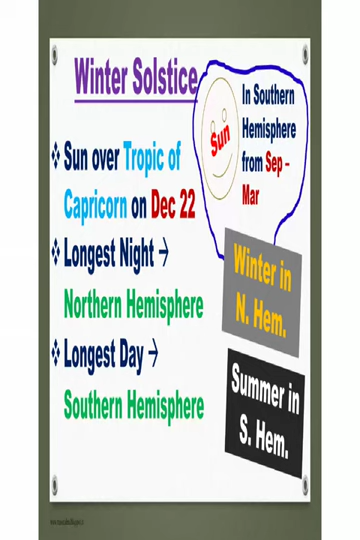 Winter Solstice
❖ Sun over Tropic of
Capricorn on Dec 22
❖ Longest Night →
Northern Hemisphere
❖ Longest Day →
Southern Hemisphere
Sun
In Southern
Hemisphere
from Sep –
Mar
Winter in
N. Hem.
Summer in
S. Hem.